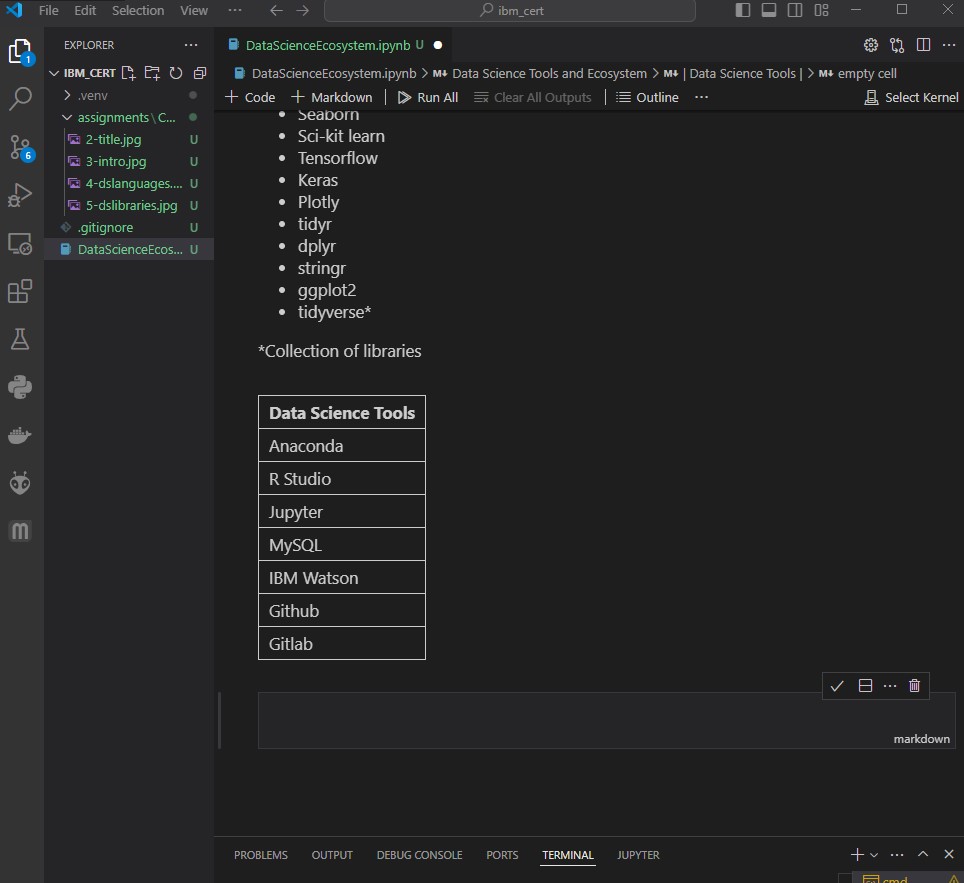 File Edit Selection View ··· ibm_cert
EXPLORER ···
1
IBM_CERT
.venv
assignments\C...
2-title.jpg U
3-intro.jpg U
4-dslanguages.... U
5-dslibraries.jpg U
.gitignore U
DataScienceEcos... U
6
DataScienceEcosystem.ipynb U ●
DataScienceEcosystem.ipynb > M↓ Data Science Tools and Ecosystem > M↓ | Data Science Tools | > M↓ empty cell
+ Code + Markdown | Run All Clear All Outputs | Outline ··· Select Kernel
• Seaborn
• Sci-kit learn
• Tensorflow
• Keras
• Plotly
• tidyr
• dplyr
• stringr
• ggplot2
• tidyverse*
*Collection of libraries
Data Science Tools
Anaconda
R Studio
Jupyter
MySQL
IBM Watson
Github
Gitlab
m
markdown
PROBLEMS OUTPUT DEBUG CONSOLE PORTS TERMINAL JUPYTER
cmd